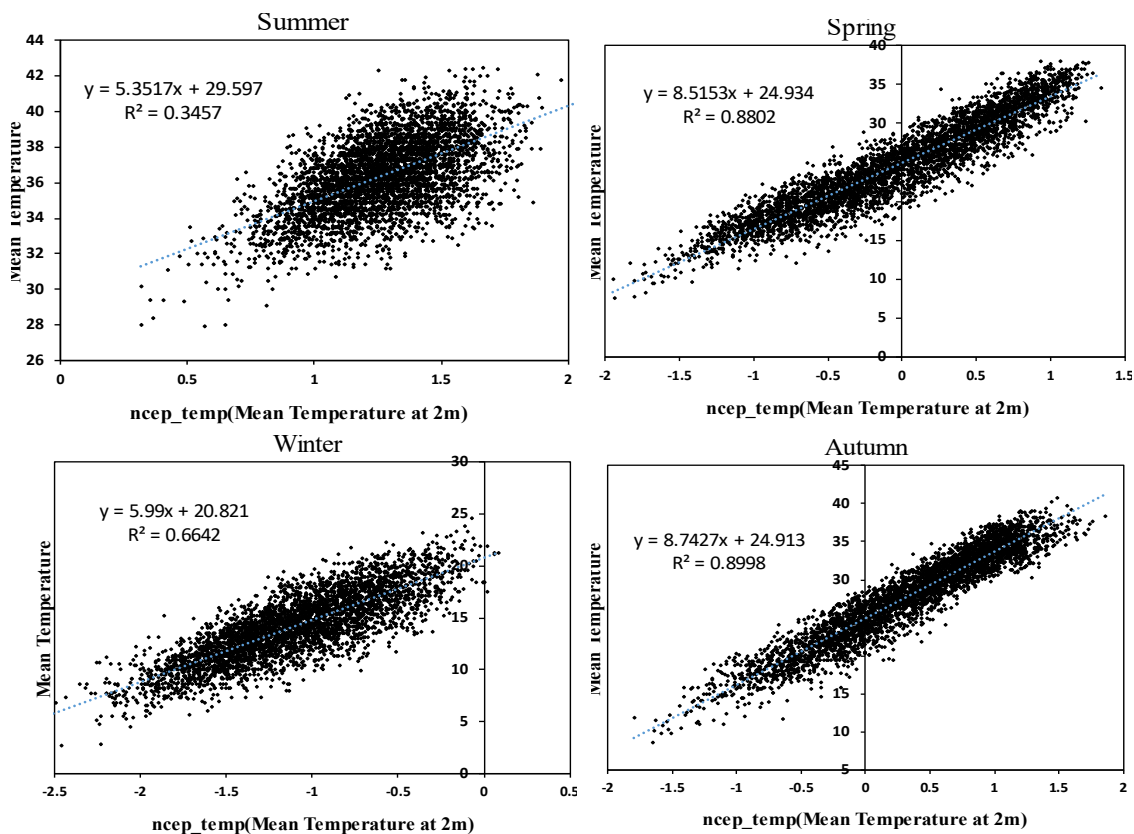 Summer
Mean Temperature
44
42
40
38
36
34
32
30
28
26
y = 5.3517x + 29.597
R² = 0.3457
0 0.5 1 1.5 2
ncep_temp(Mean Temperature at 2m)
Spring
Mean Temperature
40
35
30
15
10
5
0
y = 8.5153x + 24.934
R² = 0.8802
-2 -1.5 -1 -0.5 0 0.5 1 1.5
ncep_temp(Mean Temperature at 2m)
Winter
Mean Temperature
30
25
20
15
10
5
0
y = 5.99x + 20.821
R² = 0.6642
-2.5 -2 -1.5 -1 -0.5 0 0.5
ncep_temp(Mean Temperature at 2m)
Autumn
Mean Temperature
45
40
35
30
20
15
10
5
y = 8.7427x + 24.913
R² = 0.8998
-2 -1.5 -1 -0.5 0 0.5 1 1.5 2
ncep_temp(Mean Temperature at 2m)